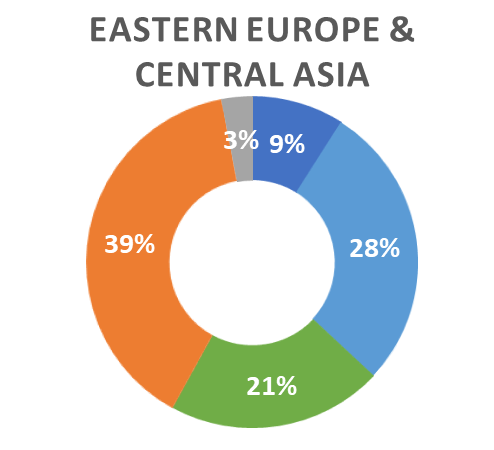 EASTERN EUROPE &
CENTRAL ASIA
3%
9%
39%
28%
21%